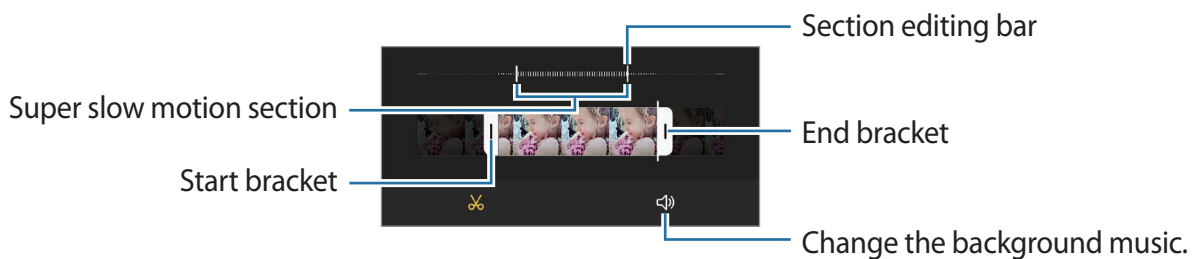 Section editing bar
Super slow motion section
End bracket
Start bracket
Change the background music.